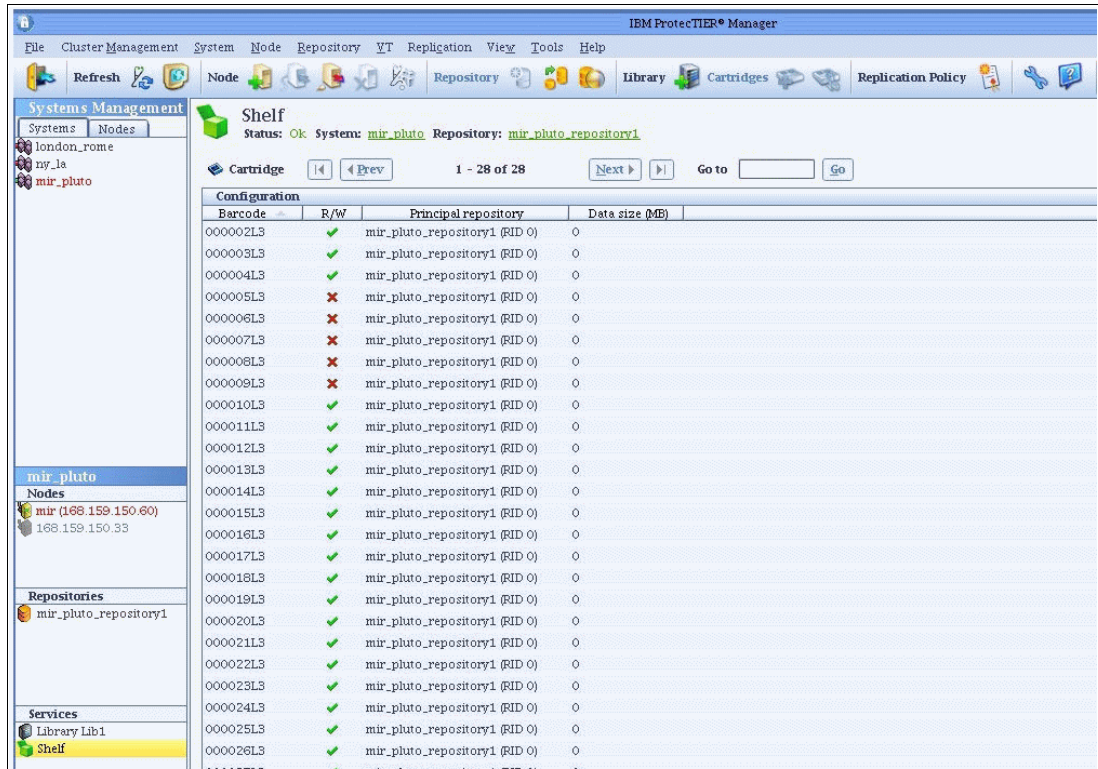 IBM ProtecTIER® Manager
File Cluster Management System Node Repository VT Replication View Tools Help
Refresh Node Repository Library Cartridges Replication Policy
Systems Management
Systems Nodes
london_rome
ny_la
mir_pluto
Shelf
Status: Ok System: mir_pluto Repository: mir_pluto_repository1
Cartridge Prev 1 - 28 of 28 Next Go to Go
Configuration
Barcode R/W Principal repository Data size (MB)
000002L3 mir_pluto_repository1 (RID 0) 0
000003L3 mir_pluto_repository1 (RID 0) 0
000004L3 mir_pluto_repository1 (RID 0) 0
000005L3 mir_pluto_repository1 (RID 0) 0
000006L3 mir_pluto_repository1 (RID 0) 0
000007L3 mir_pluto_repository1 (RID 0) 0
000008L3 mir_pluto_repository1 (RID 0) 0
000009L3 mir_pluto_repository1 (RID 0) 0
000010L3 mir_pluto_repository1 (RID 0) 0
000011L3 mir_pluto_repository1 (RID 0) 0
000012L3 mir_pluto_repository1 (RID 0) 0
000013L3 mir_pluto_repository1 (RID 0) 0
000014L3 mir_pluto_repository1 (RID 0) 0
000015L3 mir_pluto_repository1 (RID 0) 0
000016L3 mir_pluto_repository1 (RID 0) 0
000017L3 mir_pluto_repository1 (RID 0) 0
000018L3 mir_pluto_repository1 (RID 0) 0
000019L3 mir_pluto_repository1 (RID 0) 0
000020L3 mir_pluto_repository1 (RID 0) 0
000021L3 mir_pluto_repository1 (RID 0) 0
000022L3 mir_pluto_repository1 (RID 0) 0
000023L3 mir_pluto_repository1 (RID 0) 0
000024L3 mir_pluto_repository1 (RID 0) 0
000025L3 mir_pluto_repository1 (RID 0) 0
000026L3 mir_pluto_repository1 (RID 0) 0
mir_pluto
Nodes
mir (168.159.150.60)
168.159.150.33
Repositories
mir_pluto_repository1
Services
Library Lib1
Shelf